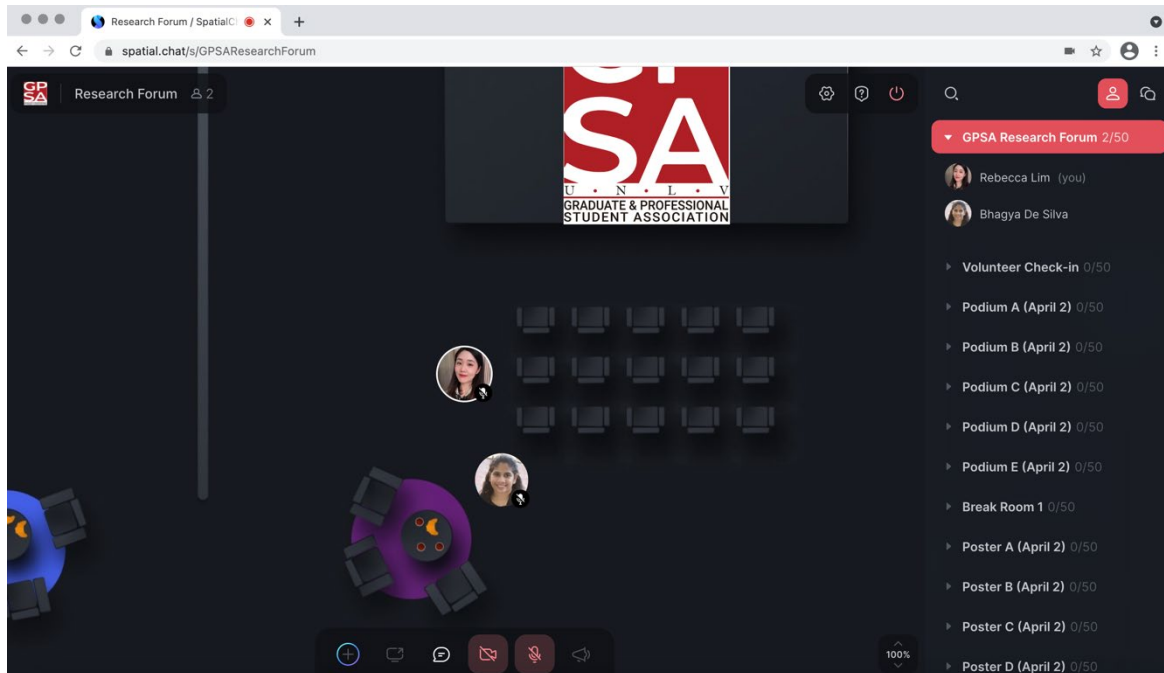 Research Forum / SpatialC
spatial.chat/s/GPSAResearchForum
GP
SA
Research Forum 2
SA
U • N • L • V
GRADUATE & PROFESSIONAL
STUDENT ASSOCIATION
GPSA Research Forum 2/50
Rebecca Lim (you)
Bhagya De Silva
Volunteer Check-in 0/50
Podium A (April 2) 0/50
Podium B (April 2) 0/50
Podium C (April 2) 0/50
Podium D (April 2) 0/50
Podium E (April 2) 0/50
Break Room 1 0/50
Poster A (April 2) 0/50
Poster B (April 2) 0/50
Poster C (April 2) 0/50
Poster D (April 2) 0/50
100%